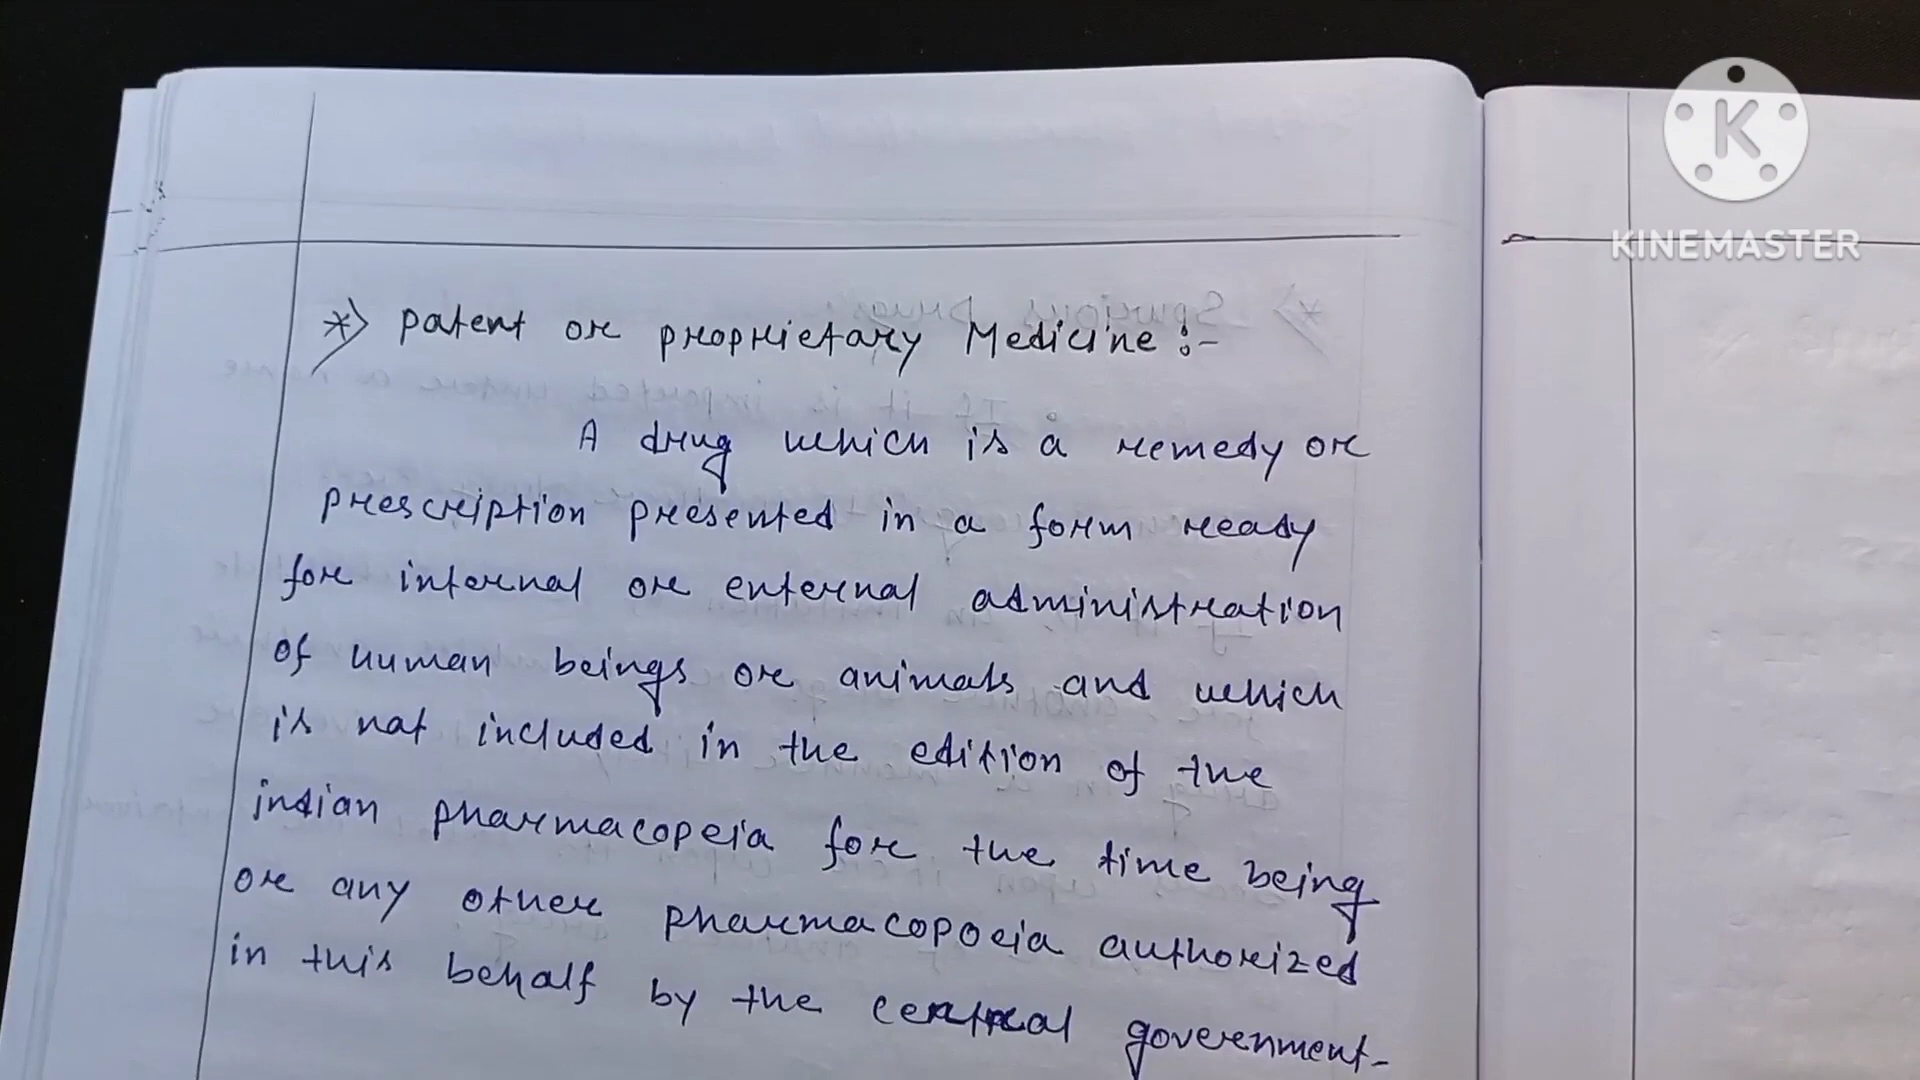 K
KINEMASTER
*) Patent or proprietary Medicine :-
A drug which is a remedy or
prescription presented in a form ready
for internal or enternal administration
of human beings or animals and which
is not included in the edition of the
indian pharmacopeia for the time being
or any other pharmacopoeia authorized
in this behalf by the central government-